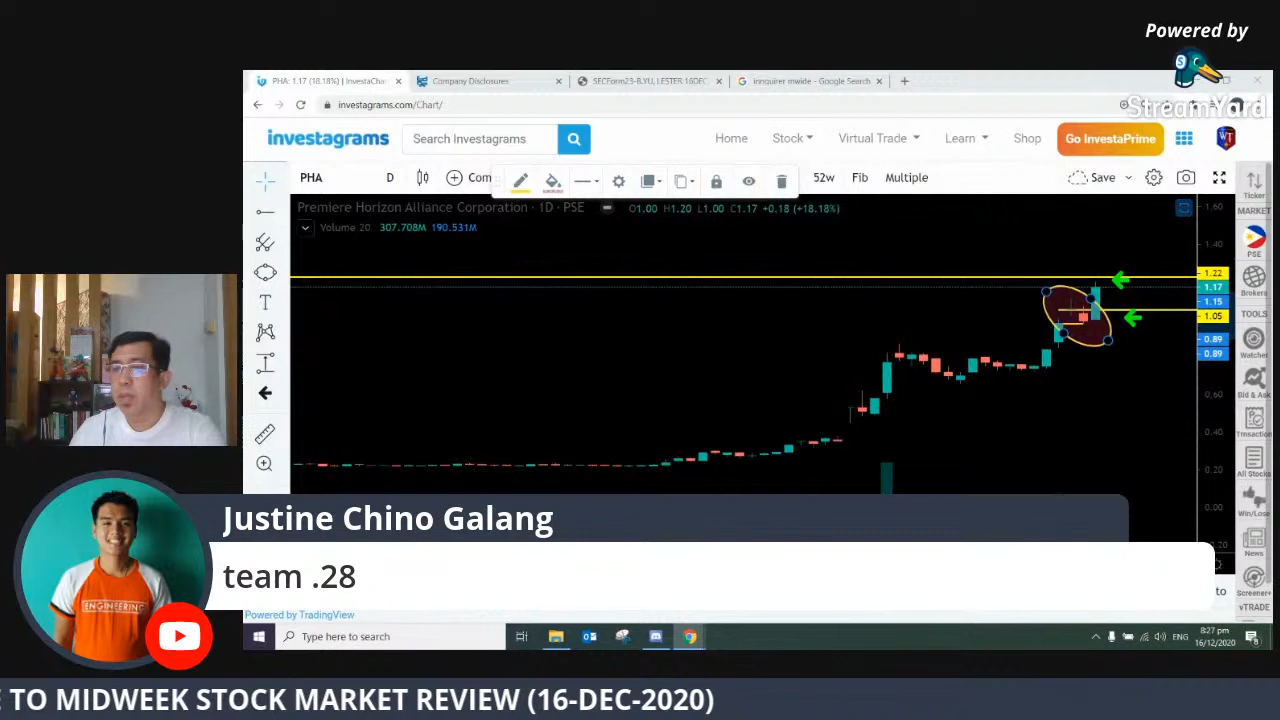 Powered by
StreamYard
PHA: 1.17 (18.18%) | InvestaChar
Company Disclosures
SECForm23-B.YU, LESTER 16DEC.
innquirer mwide - Google Search
investagrams.com/Chart/
investagrams
Search Investagrams
Home
Stock
Virtual Trade
Learn
Shop
Go InvestaPrime
PHA
D
Com
52w
Fib
Multiple
Save
Ticker
Premiere Horizon Alliance Corporation · 1D · PSE
O1.00 H1.20 L1.00 C1.17 +0.18 (+18.18%)
Volume 20 307.708M 190.531M
1.60
1.40
1.22
1.17
1.15
1.05
0.89
0.89
0.60
0.40
0.20
0.00
MARKET
PSE
Brokers
TOOLS
Watcher
Bid & Ask
Trnsaction
All Stocks
Win/Lose
News
Screener+
vTRADE
Justine Chino Galang
team .28
ENGINEERING
to
Powered by TradingView
Type here to search
ENG
8:27 pm
16/12/2020
E TO MIDWEEK STOCK MARKET REVIEW (16-DEC-2020)